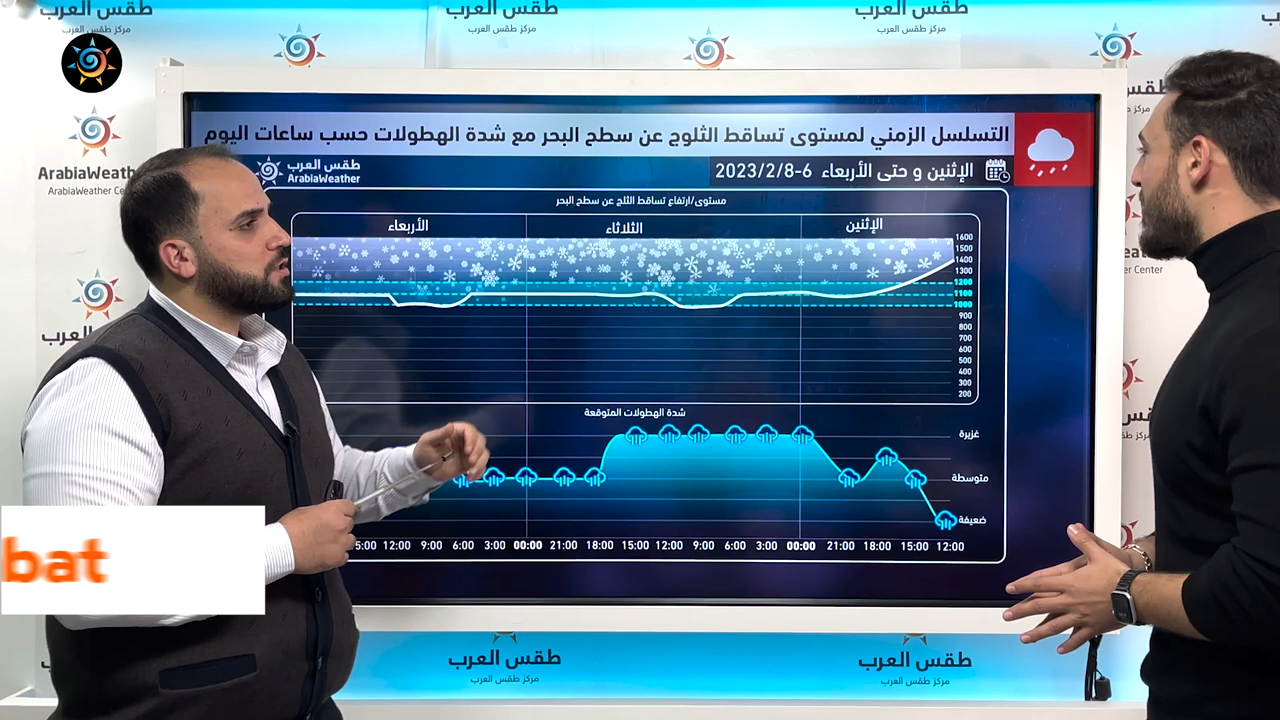 طقس العرب
مركز طقس العرب
طقس العرب
مركز طقس العرب
طقس العرب
مركز طقس العرب
ArabiaWeather
التسلسل الزمني لمستوى تساقط الثلوج عن سطح البحر مع شدة الهطولات حسب ساعات اليوم
الإثنين و حتى الأربعاء 6-2023/2/8
طقس العرب
ArabiaWeather
مستوى/ارتفاع تساقط الثلج عن سطح البحر
الإثنين
الثلاثاء
الأربعاء
1600
1500
1400
1300
1200
1100
1000
900
800
700
600
500
400
300
200
شدة الهطولات المتوقعة
غزيرة
متوسطة
ضعيفة
12:00 9:00 6:00 3:00 00:00 21:00 18:00 15:00 12:00 9:00 6:00 3:00 00:00 21:00 18:00 15:00 12:00
bat
طقس العرب
مركز طقس العرب
طقس العرب
مركز طقس العرب